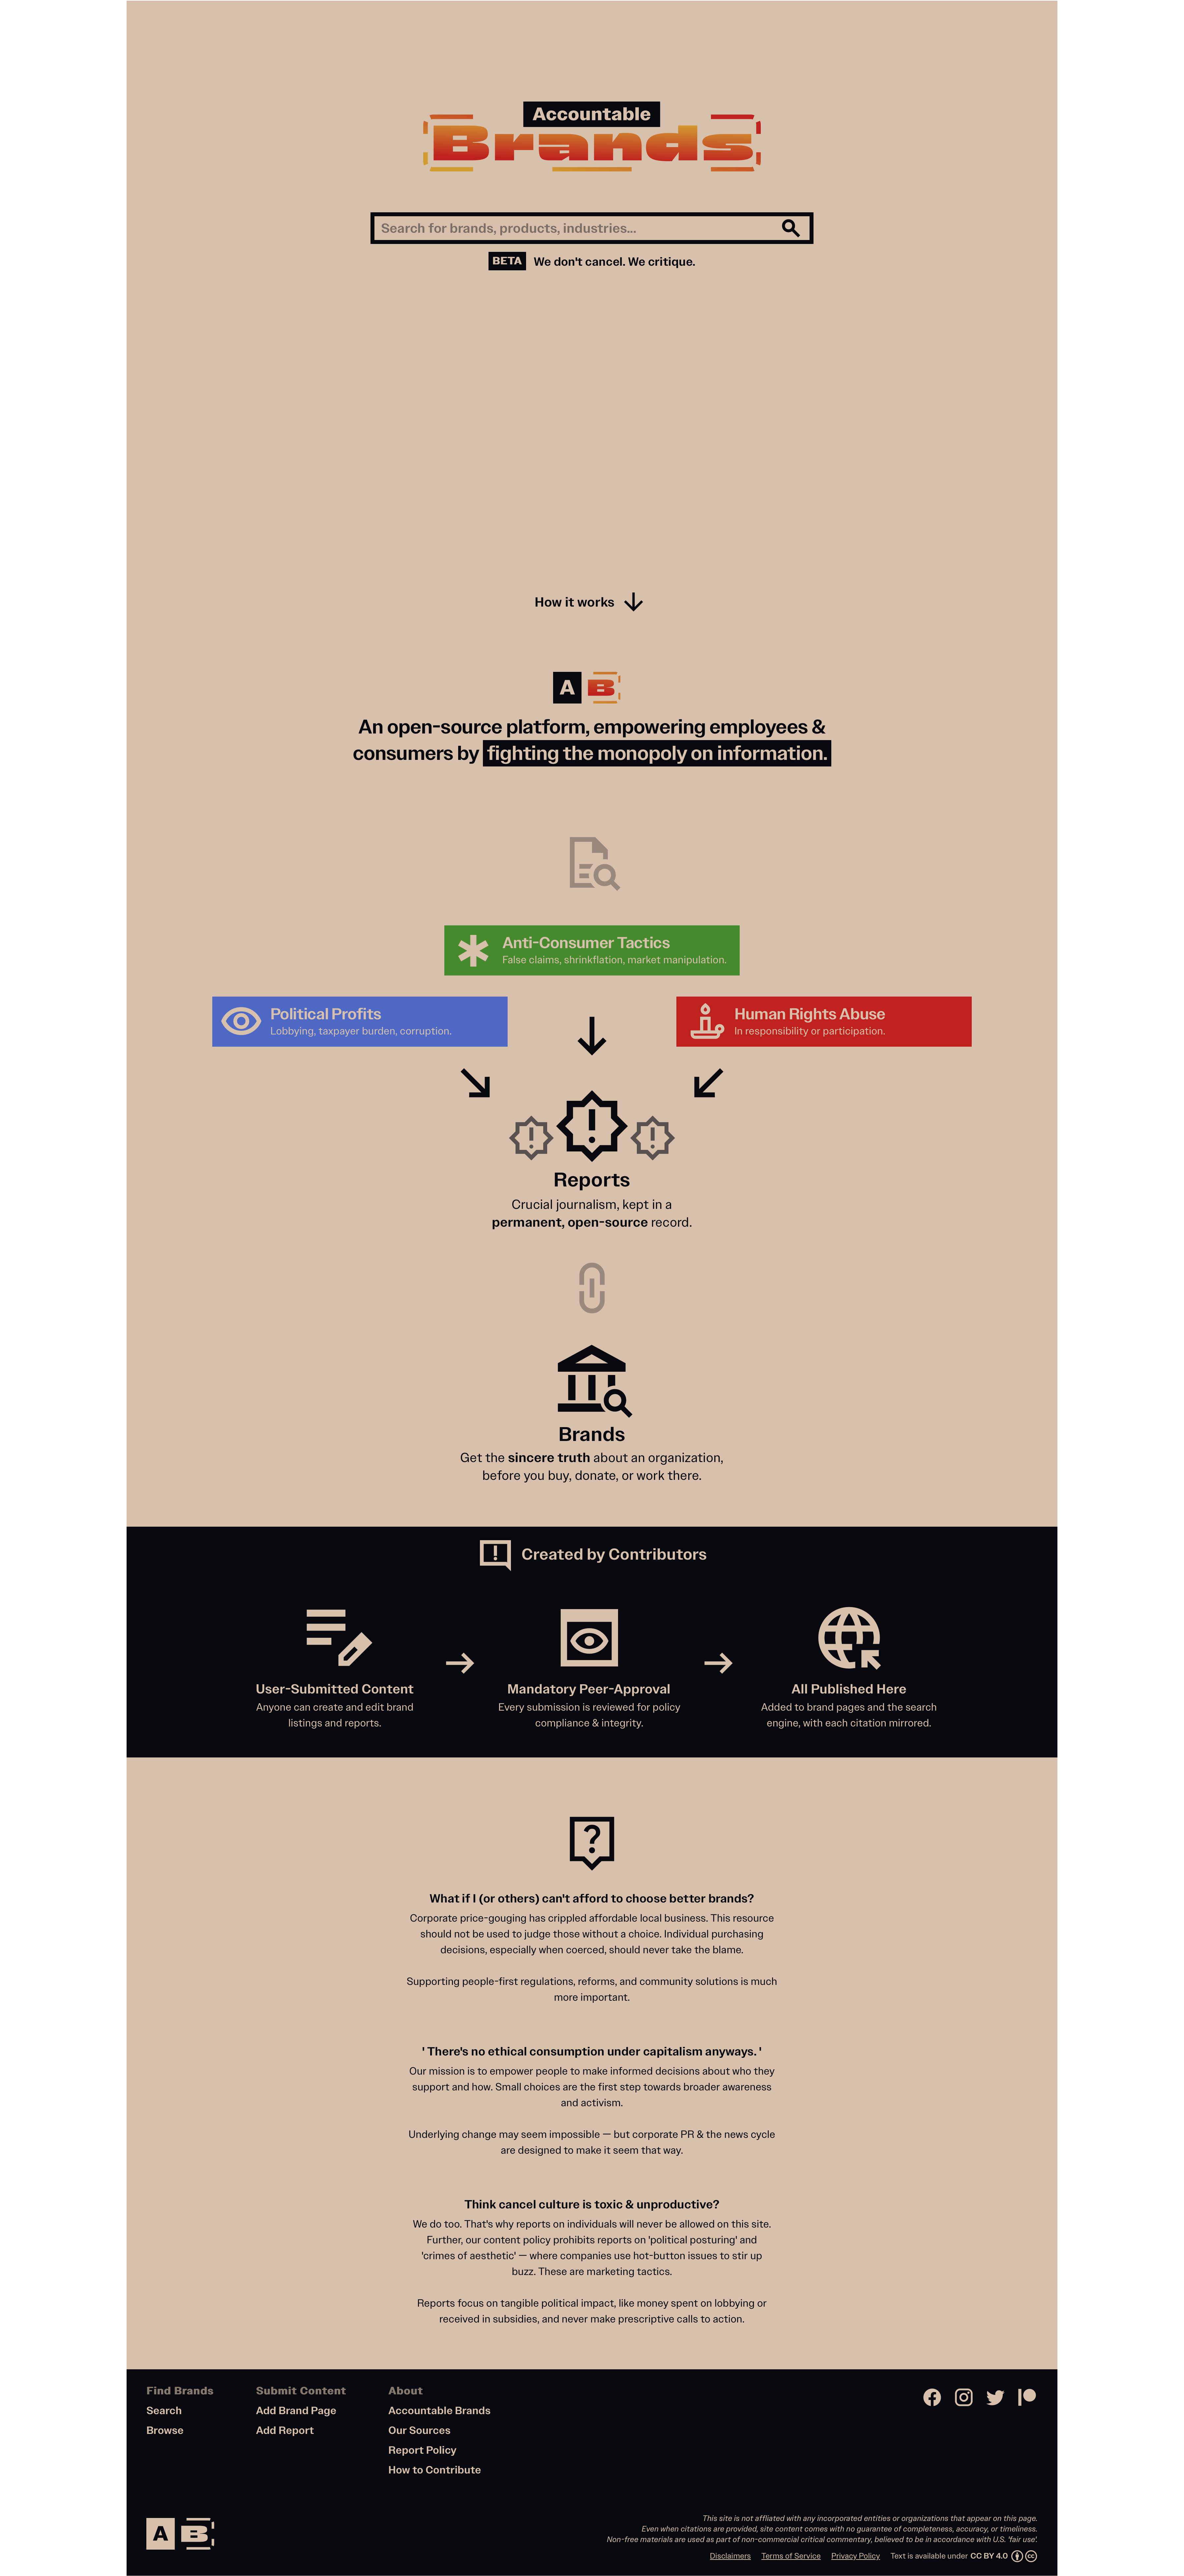 Accountable
Brands
Search for brands, products, industries...
BETA We don't cancel. We critique.
How it works
A B
An open-source platform, empowering employees &
consumers by fighting the monopoly on information.
Anti-Consumer Tactics
False claims, shrinkflation, market manipulation.
Political Profits
Lobbying, taxpayer burden, corruption.
Human Rights Abuse
In responsibility or participation.
Reports
Crucial journalism, kept in a
permanent, open-source record.
Brands
Get the sincere truth about an organization,
before you buy, donate, or work there.
Created by Contributors
User-Submitted Content
Anyone can create and edit brand
listings and reports.
Mandatory Peer-Approval
Every submission is reviewed for policy
compliance & integrity.
All Published Here
Added to brand pages and the search
engine, with each citation mirrored.
What if I (or others) can't afford to choose better brands?
Corporate price-gouging has crippled affordable local business. This resource
should not be used to judge those without a choice. Individual purchasing
decisions, especially when coerced, should never take the blame.
Supporting people-first regulations, reforms, and community solutions is much
more important.
' There's no ethical consumption under capitalism anyways. '
Our mission is to empower people to make informed decisions about who they
support and how. Small choices are the first step towards broader awareness
and activism.
Underlying change may seem impossible — but corporate PR & the news cycle
are designed to make it seem that way.
Think cancel culture is toxic & unproductive?
We do too. That's why reports on individuals will never be allowed on this site.
Further, our content policy prohibits reports on 'political posturing' and
'crimes of aesthetic' — where companies use hot-button issues to stir up
buzz. These are marketing tactics.
Reports focus on tangible political impact, like money spent on lobbying or
received in subsidies, and never make prescriptive calls to action.
Find Brands
Search
Browse
Submit Content
Add Brand Page
Add Report
About
Accountable Brands
Our Sources
Report Policy
How to Contribute
A B
This site is not affliated with any incorporated entities or organizations that appear on this page.
Even when citations are provided, site content comes with no guarantee of completeness, accuracy, or timeliness.
Non-free materials are used as part of non-commercial critical commentary, believed to be in accordance with U.S. 'fair use'.
Disclaimers Terms of Service Privacy Policy Text is available under CC BY 4.0 cc